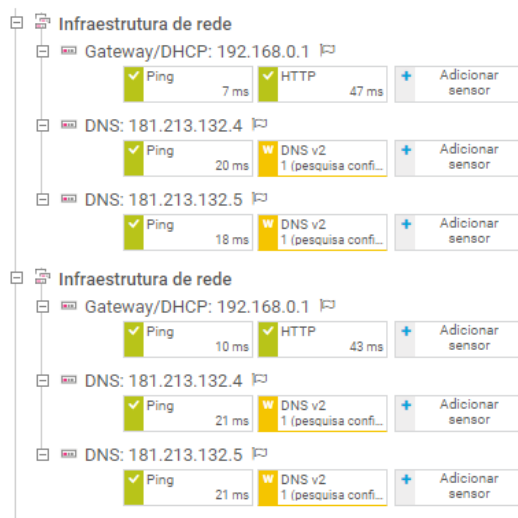 Infraestrutura de rede
Gateway/DHCP: 192.168.0.1
Ping
7 ms
HTTP
47 ms
+ Adicionar
sensor
DNS: 181.213.132.4
Ping
20 ms
W DNS v2
1 (pesquisa confi...
+ Adicionar
sensor
DNS: 181.213.132.5
Ping
18 ms
W DNS v2
1 (pesquisa confi...
+ Adicionar
sensor
Infraestrutura de rede
Gateway/DHCP: 192.168.0.1
Ping
10 ms
HTTP
43 ms
+ Adicionar
sensor
DNS: 181.213.132.4
Ping
21 ms
W DNS v2
1 (pesquisa confi...
+ Adicionar
sensor
DNS: 181.213.132.5
Ping
21 ms
W DNS v2
1 (pesquisa confi...
+ Adicionar
sensor